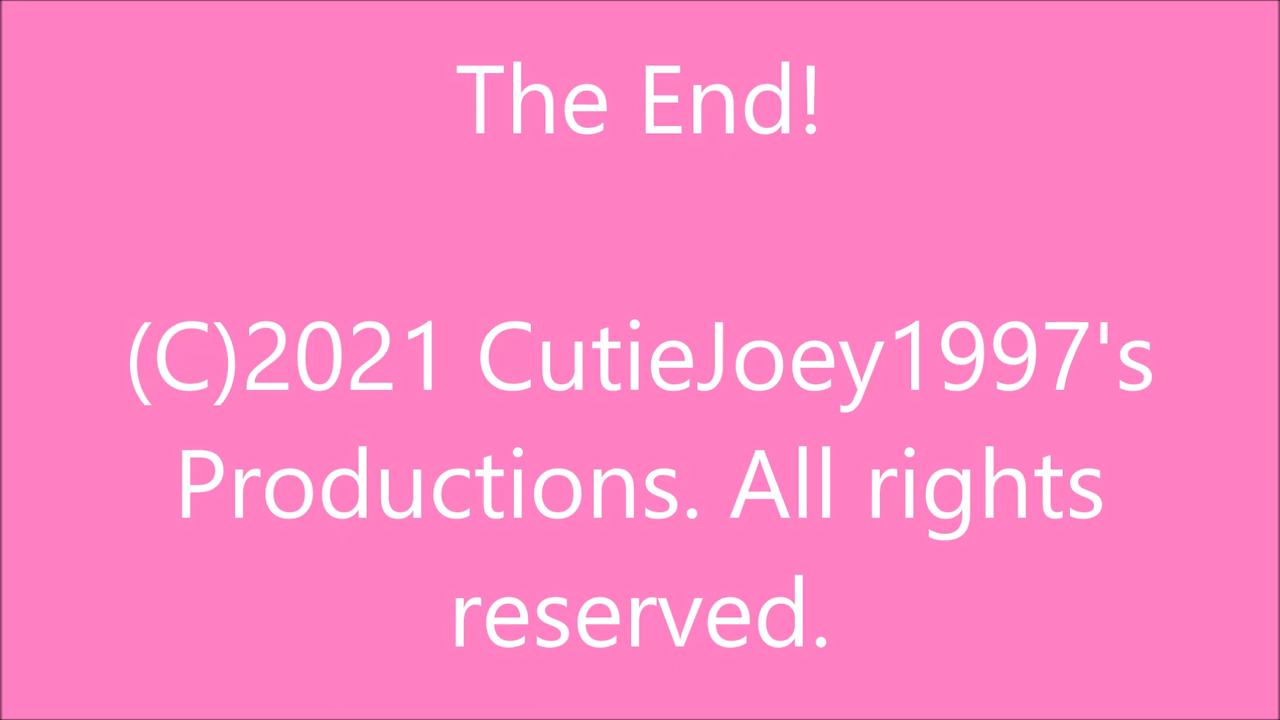 The End!
(C)2021 CutieJoey1997's
Productions. All rights
reserved.